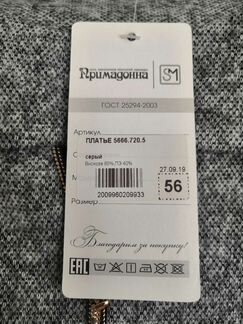 Примадонна SM
ГОСТ 25294-2003
Артикул
ПЛАТЬЕ 5666.720.5
серый
Вискоза 60%,ПЭ 40%
27.09.19
56
2009960209933
Размер
Благодарим за покупку!
EAC